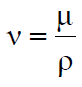 ν = μ/ρ